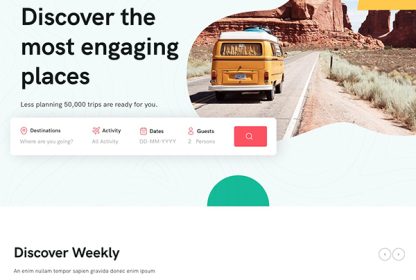 Discover the
most engaging
places
Less planning 50,000 trips are ready for you.
Destinations
Where are you going?
Activity
All Activity
Dates
DD-MM-YYYY
Guests
2 Persons
Discover Weekly
An enim nullam tempor sapien gravida donec enim ipsum